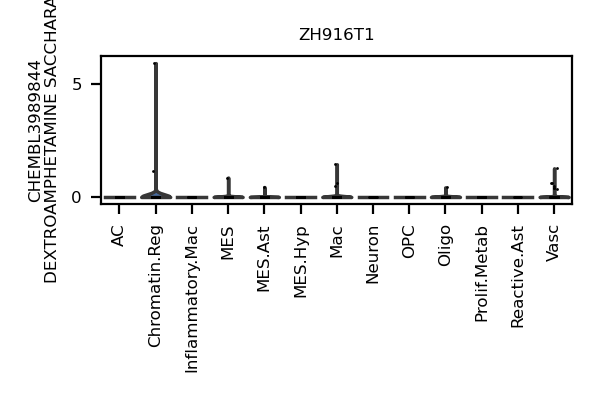 ZH916T1
CHEMBL3989844
DEXTROAMPHETAMINE SACCHARA
5
0
AC
Chromatin.Reg
Inflammatory.Mac
MES
MES.Ast
MES.Hyp
Mac
Neuron
OPC
Oligo
Prolif.Metab
Reactive.Ast
Vasc